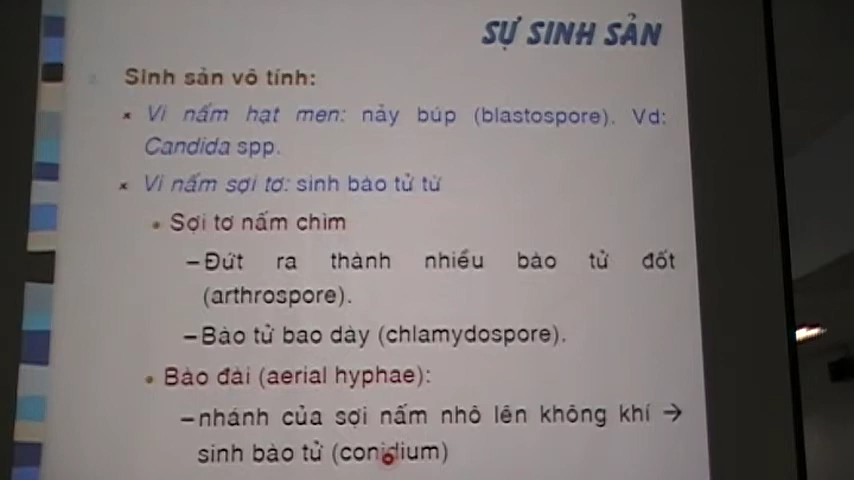 SỰ SINH SẢN
Sinh sản vô tính:
Vi nấm hạt men: nảy búp (blastospore). Vd:
Candida spp.
Vi nấm sợi tơ: sinh bào tử từ
• Sợi tơ nấm chìm
–Đứt ra thành nhiều bào tử đốt
(arthrospore).
–Bào tử bao dày (chlamydospore).
• Bào đài (aerial hyphae):
–nhánh của sợi nấm nhô lên không khí →
sinh bào tử (conidium)